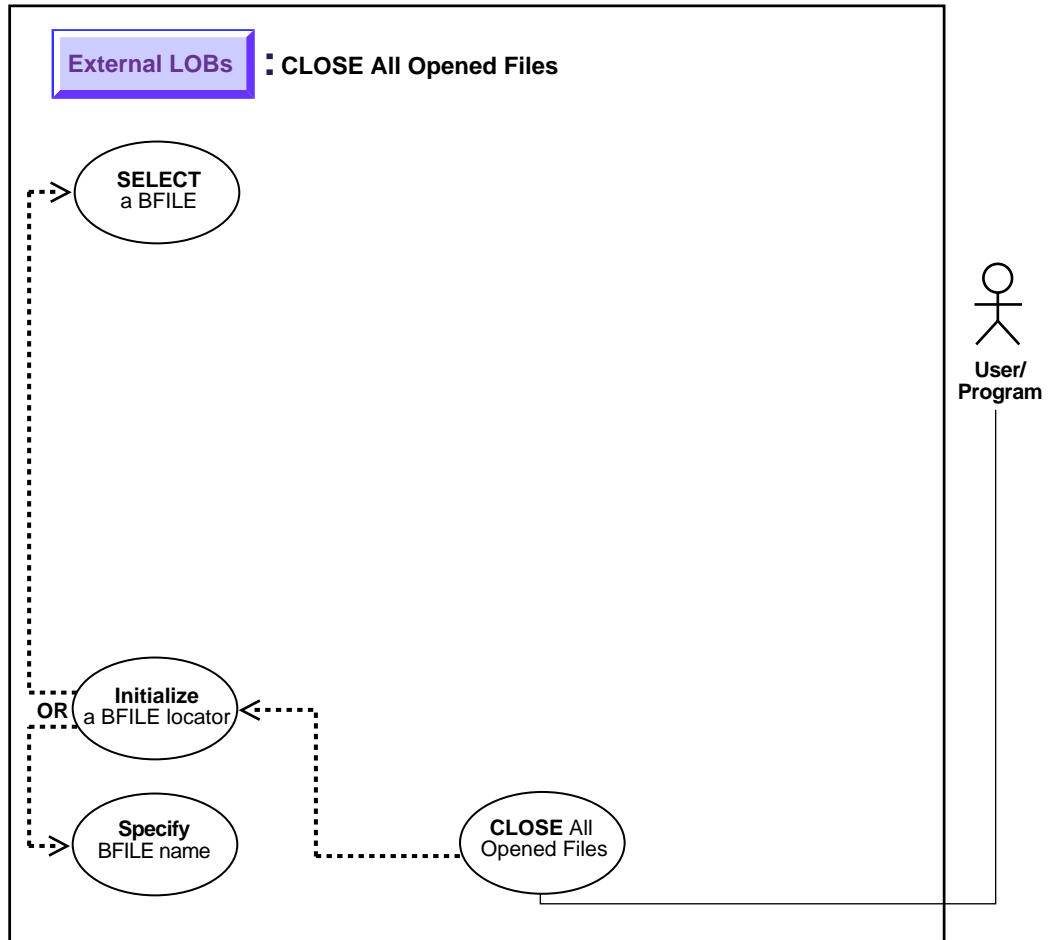 External LOBs : CLOSE All Opened Files
SELECT
a BFILE
User/
Program
Initialize
OR a BFILE locator
Specify
BFILE name
CLOSE All
Opened Files